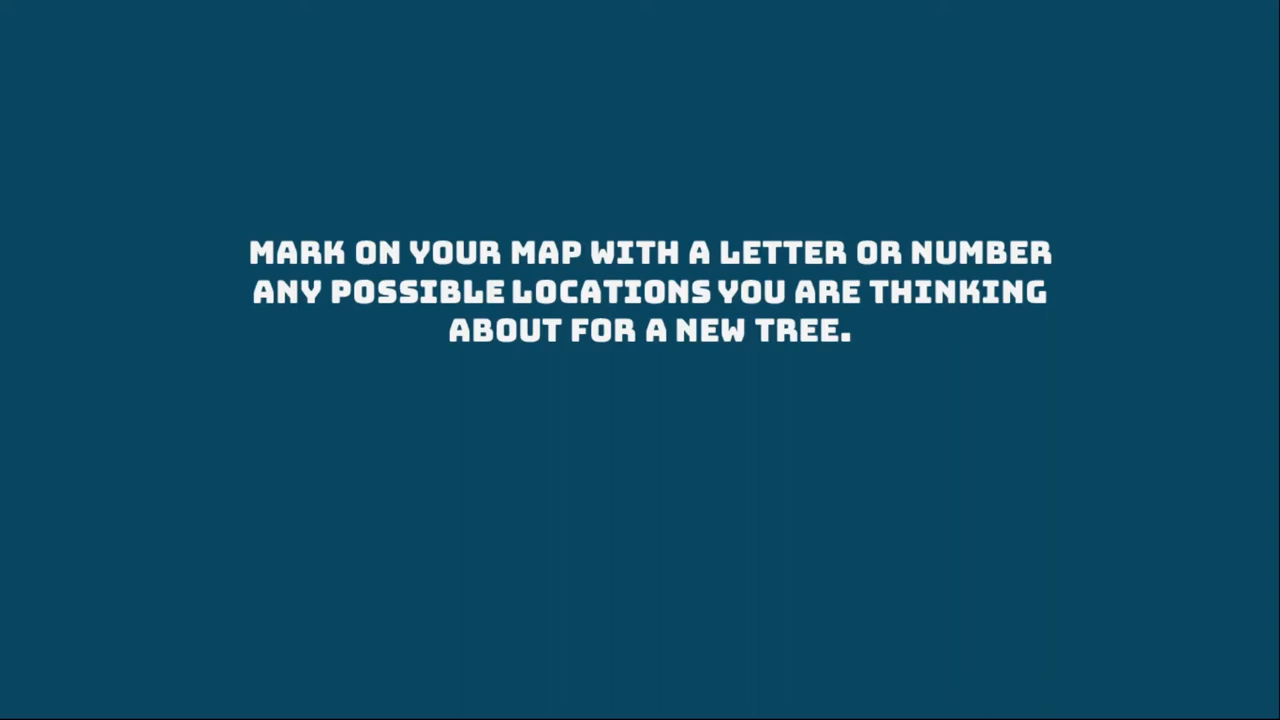 MARK ON YOUR MAP WITH A LETTER OR NUMBER
ANY POSSIBLE LOCATIONS YOU ARE THINKING
ABOUT FOR A NEW TREE.